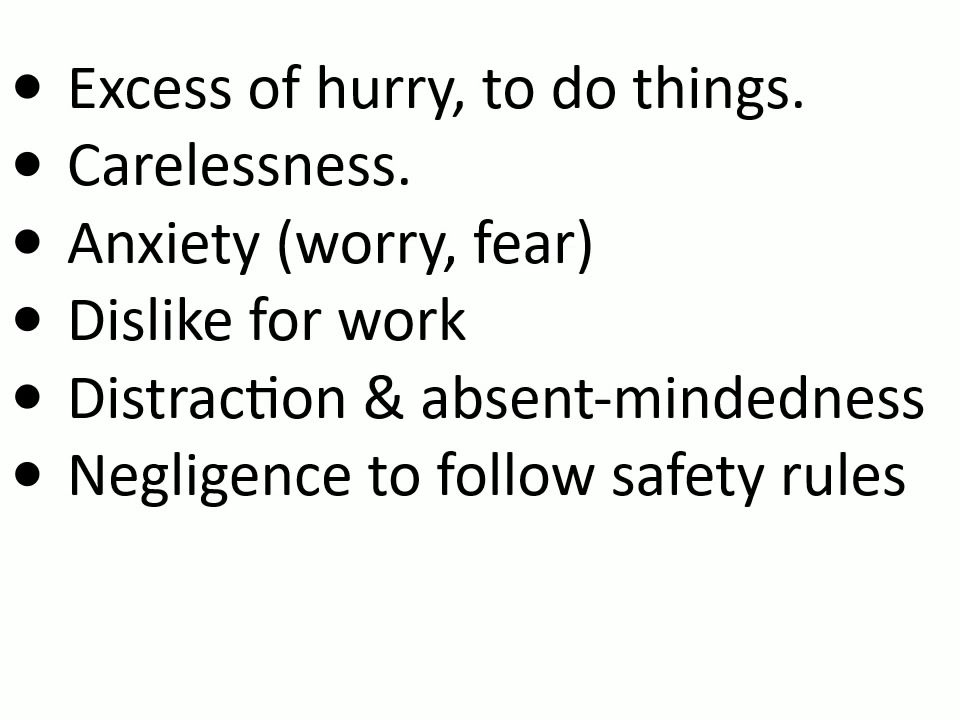 • Excess of hurry, to do things.
• Carelessness.
• Anxiety (worry, fear)
• Dislike for work
• Distraction & absent-mindedness
• Negligence to follow safety rules